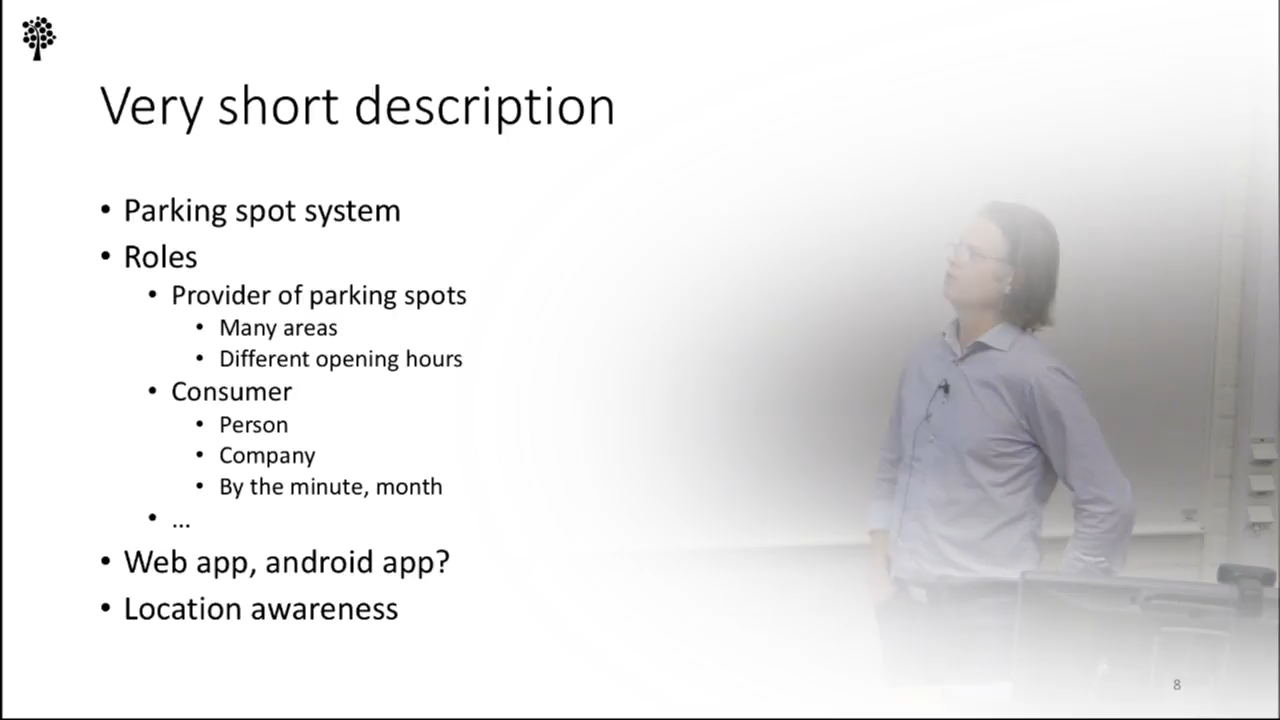 Very short description
• Parking spot system
• Roles
• Provider of parking spots
• Many areas
• Different opening hours
• Consumer
• Person
• Company
• By the minute, month
• ...
• Web app, android app?
• Location awareness
8